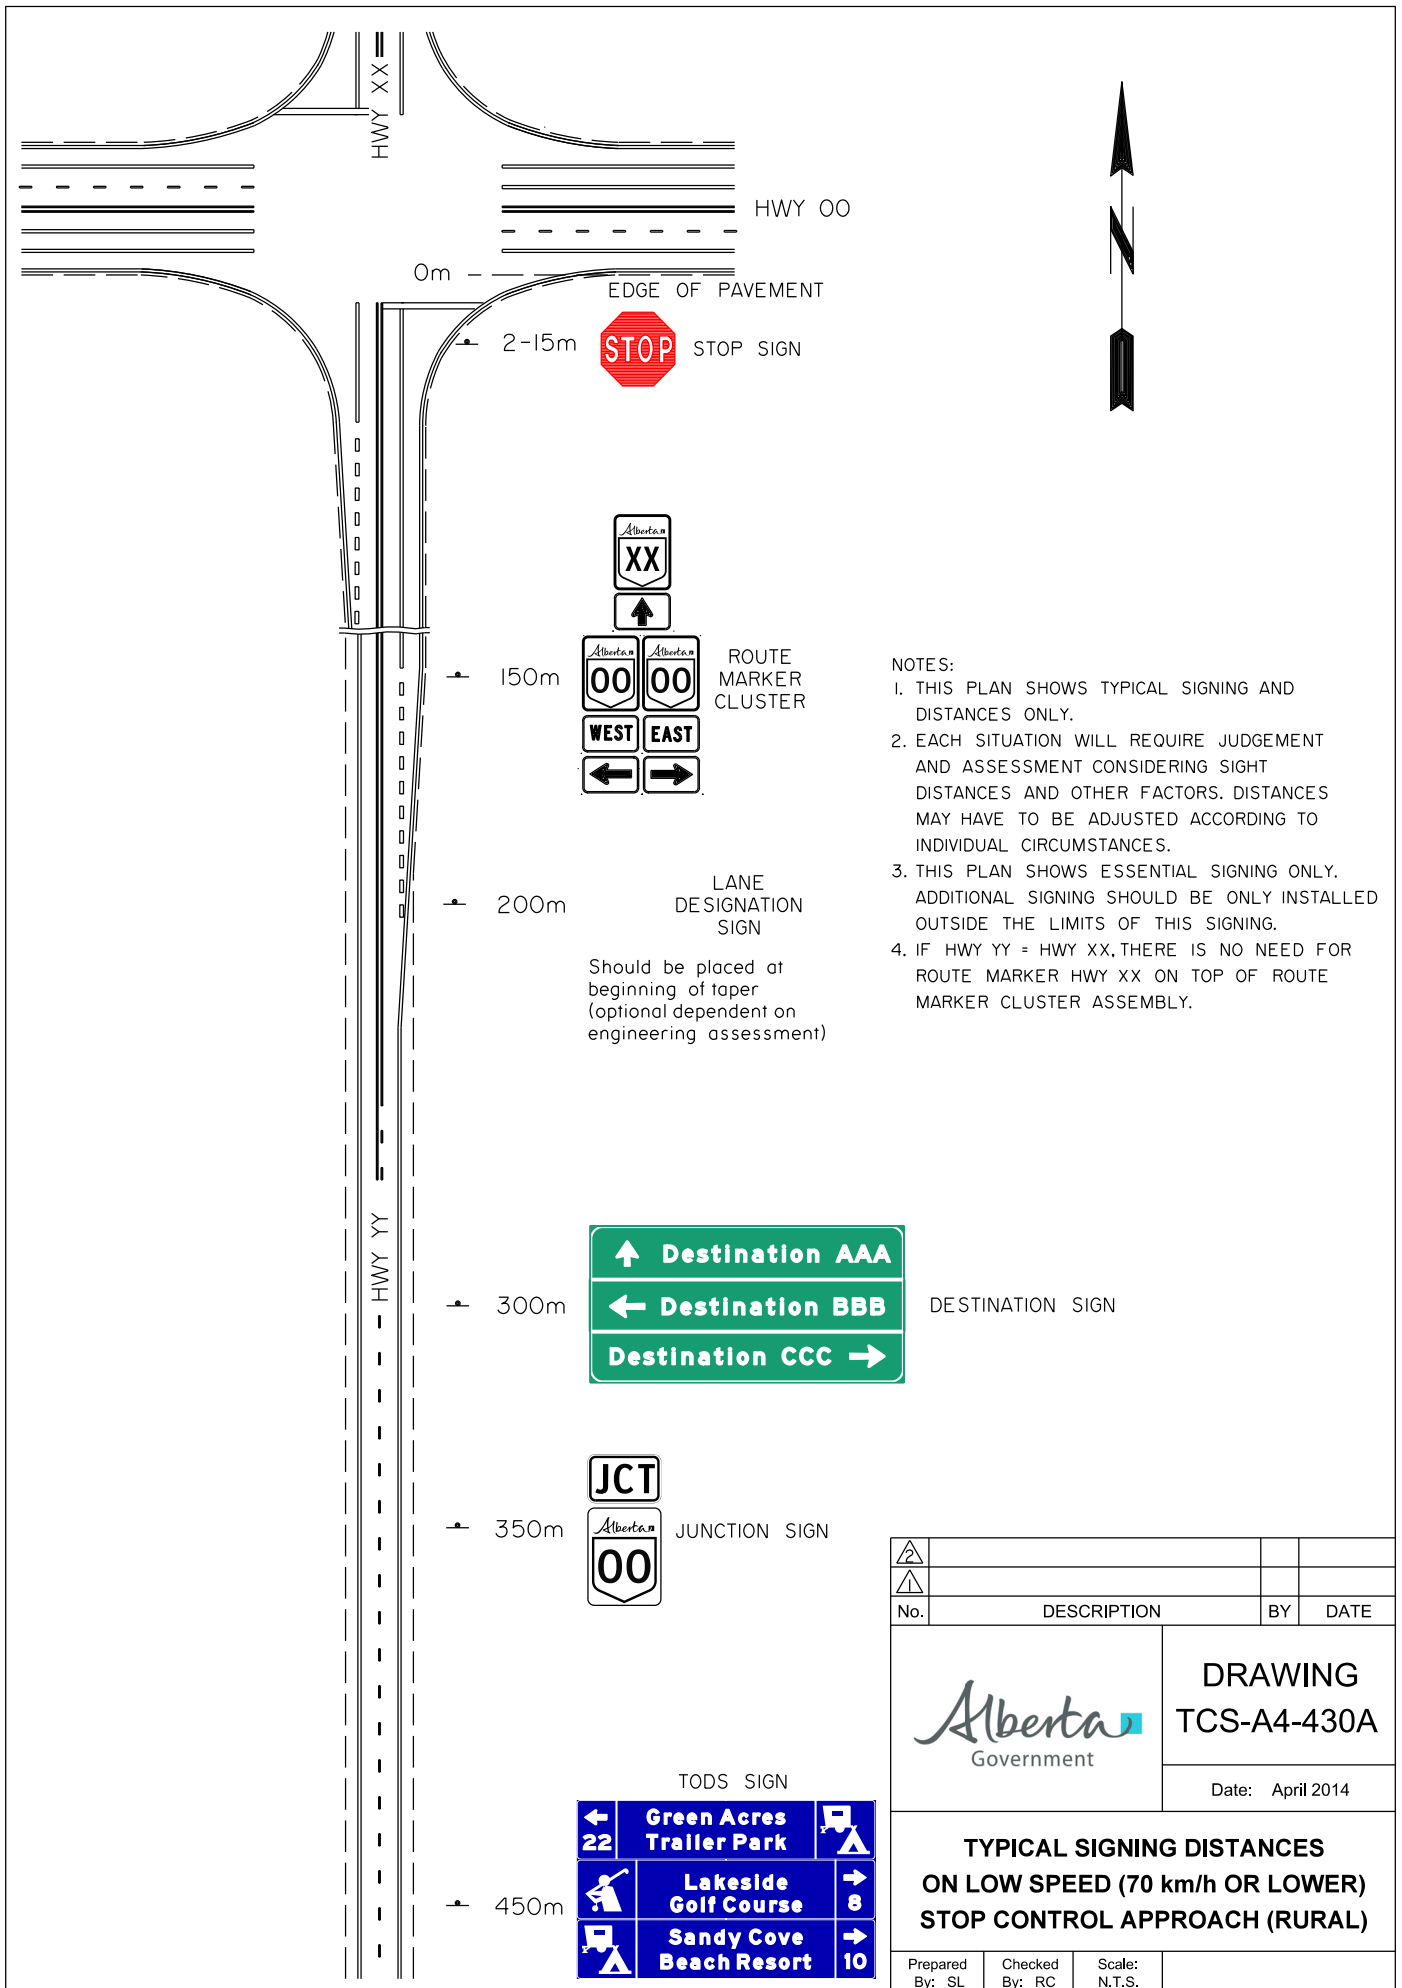 HWY XX
HWY 00
0m
EDGE OF PAVEMENT
2-15m
STOP
STOP SIGN
N
Alberta
XX
150m
Alberta
Alberta
00
00
WEST
EAST
ROUTE
MARKER
CLUSTER
200m
LANE
DESIGNATION
SIGN
Should be placed at
beginning of taper
(optional dependent on
engineering assessment)
NOTES:
1. THIS PLAN SHOWS TYPICAL SIGNING AND
DISTANCES ONLY.
2. EACH SITUATION WILL REQUIRE JUDGEMENT
AND ASSESSMENT CONSIDERING SIGHT
DISTANCES AND OTHER FACTORS. DISTANCES
MAY HAVE TO BE ADJUSTED ACCORDING TO
INDIVIDUAL CIRCUMSTANCES.
3. THIS PLAN SHOWS ESSENTIAL SIGNING ONLY.
ADDITIONAL SIGNING SHOULD BE ONLY INSTALLED
OUTSIDE THE LIMITS OF THIS SIGNING.
4. IF HWY YY = HWY XX, THERE IS NO NEED FOR
ROUTE MARKER HWY XX ON TOP OF ROUTE
MARKER CLUSTER ASSEMBLY.
HWY YY
300m
Destination AAA
Destination BBB
Destination CCC
DESTINATION SIGN
350m
JCT
Alberta
00
JUNCTION SIGN
TODS SIGN
450m
22
Green Acres
Trailer Park
Lakeside
Golf Course
8
Sandy Cove
Beach Resort
10
2
1
No. DESCRIPTION BY DATE
Alberta
Government
DRAWING
TCS-A4-430A
Date: April 2014
TYPICAL SIGNING DISTANCES
ON LOW SPEED (70 km/h OR LOWER)
STOP CONTROL APPROACH (RURAL)
Prepared
By: SL
Checked
By: RC
Scale:
N.T.S.